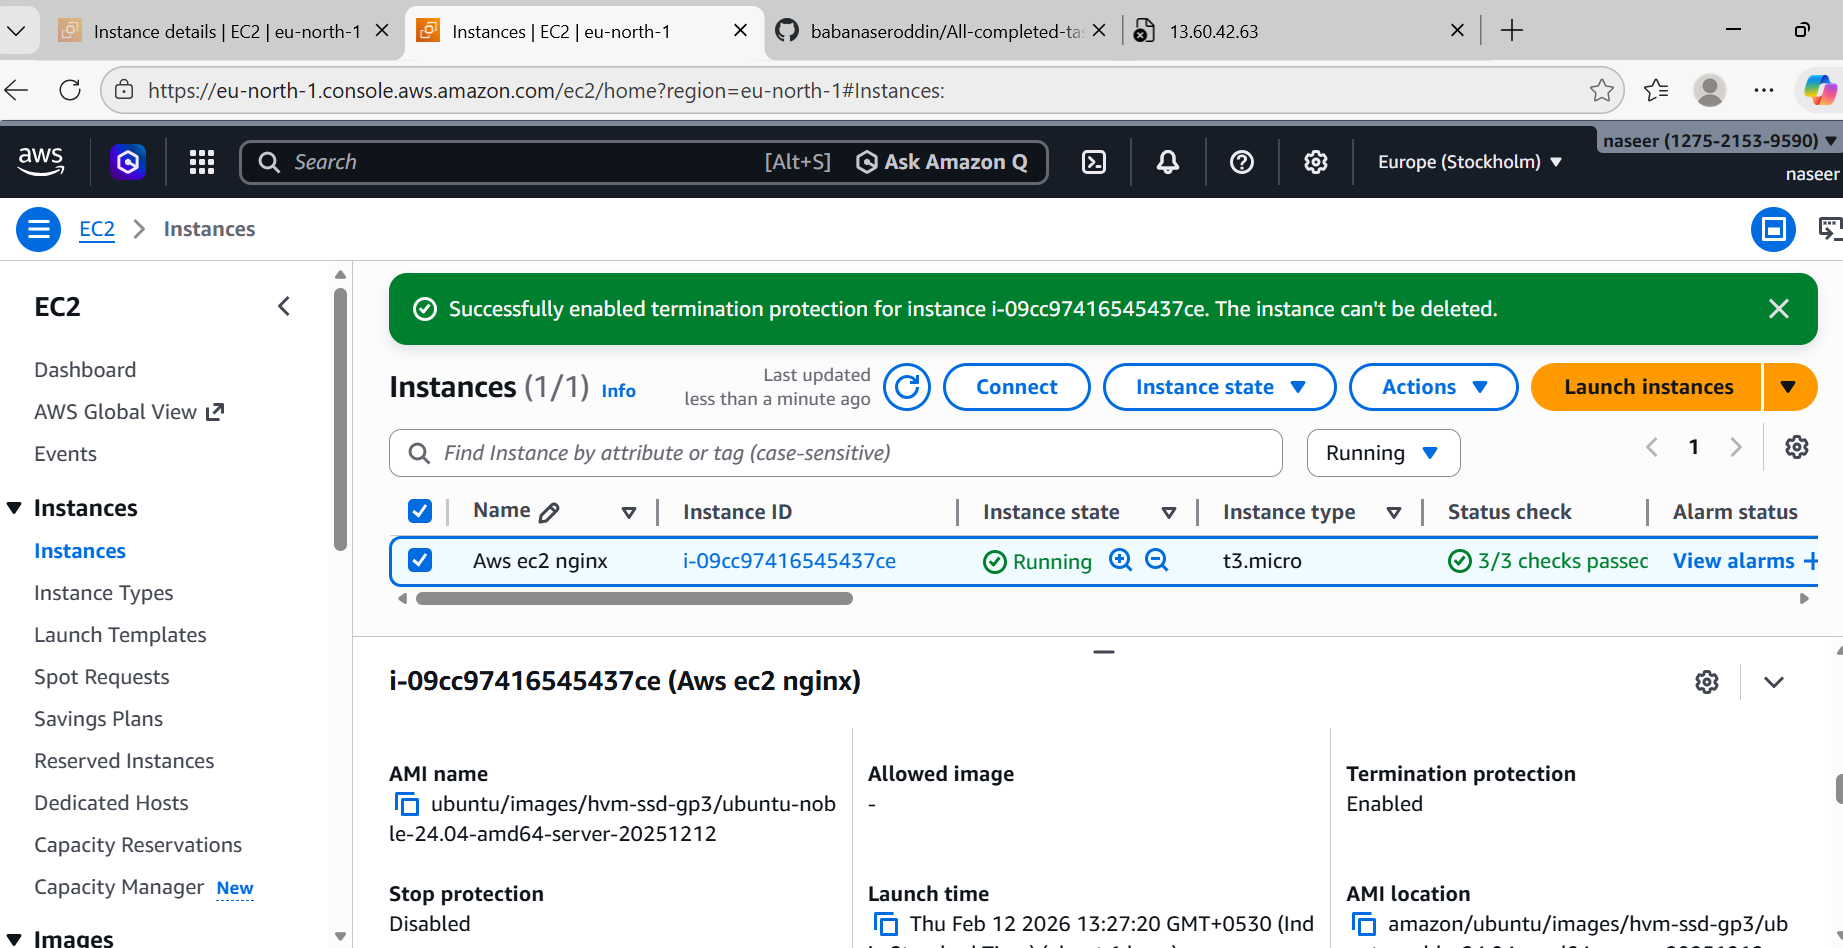 Instance details | EC2 | eu-north-1
Instances | EC2 | eu-north-1
babanaseroddin/All-completed-tas
13.60.42.63
https://eu-north-1.console.aws.amazon.com/ec2/home?region=eu-north-1#Instances:
aws
Search
[Alt+S]
Ask Amazon Q
Europe (Stockholm)
naseer (1275-2153-9590)
naseer
EC2
Instances
EC2
Dashboard
AWS Global View
Events
Instances
Instances
Instance Types
Launch Templates
Spot Requests
Savings Plans
Reserved Instances
Dedicated Hosts
Capacity Reservations
Capacity Manager New
Images
Successfully enabled termination protection for instance i-09cc97416545437ce. The instance can't be deleted.
Instances (1/1) Info
Last updated
less than a minute ago
Connect
Instance state
Actions
Launch instances
Find Instance by attribute or tag (case-sensitive)
Running
1
Name
Instance ID
Instance state
Instance type
Status check
Alarm status
Aws ec2 nginx
i-09cc97416545437ce
Running
t3.micro
3/3 checks passed
View alarms +
i-09cc97416545437ce (Aws ec2 nginx)
AMI name
ubuntu/images/hvm-ssd-gp3/ubuntu-nob
le-24.04-amd64-server-20251212
Allowed image
-
Termination protection
Enabled
Stop protection
Disabled
Launch time
Thu Feb 12 2026 13:27:20 GMT+0530 (Ind
AMI location
amazon/ubuntu/images/hvm-ssd-gp3/ub